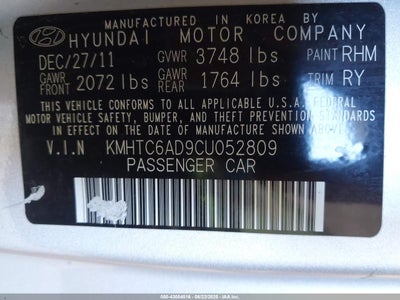 MANUFACTURED IN KOREA BY
HYUNDAI MOTOR COMPANY
DEC/27/11 GVWR 3748 lbs PAINT RHM
GAWR FRONT 2072 lbs GAWR REAR 1764 lbs TRIM RY
THIS VEHICLE CONFORMS TO ALL APPLICABLE U.S.A. FEDERAL
MOTOR VEHICLE SAFETY, BUMPER, AND THEFT PREVENTION STANDARDS
IN EFFECT ON THE DATE OF MANUFACTURE SHOWN ABOVE.
V.I.N KMHTC6AD9CU052809
PASSENGER CAR